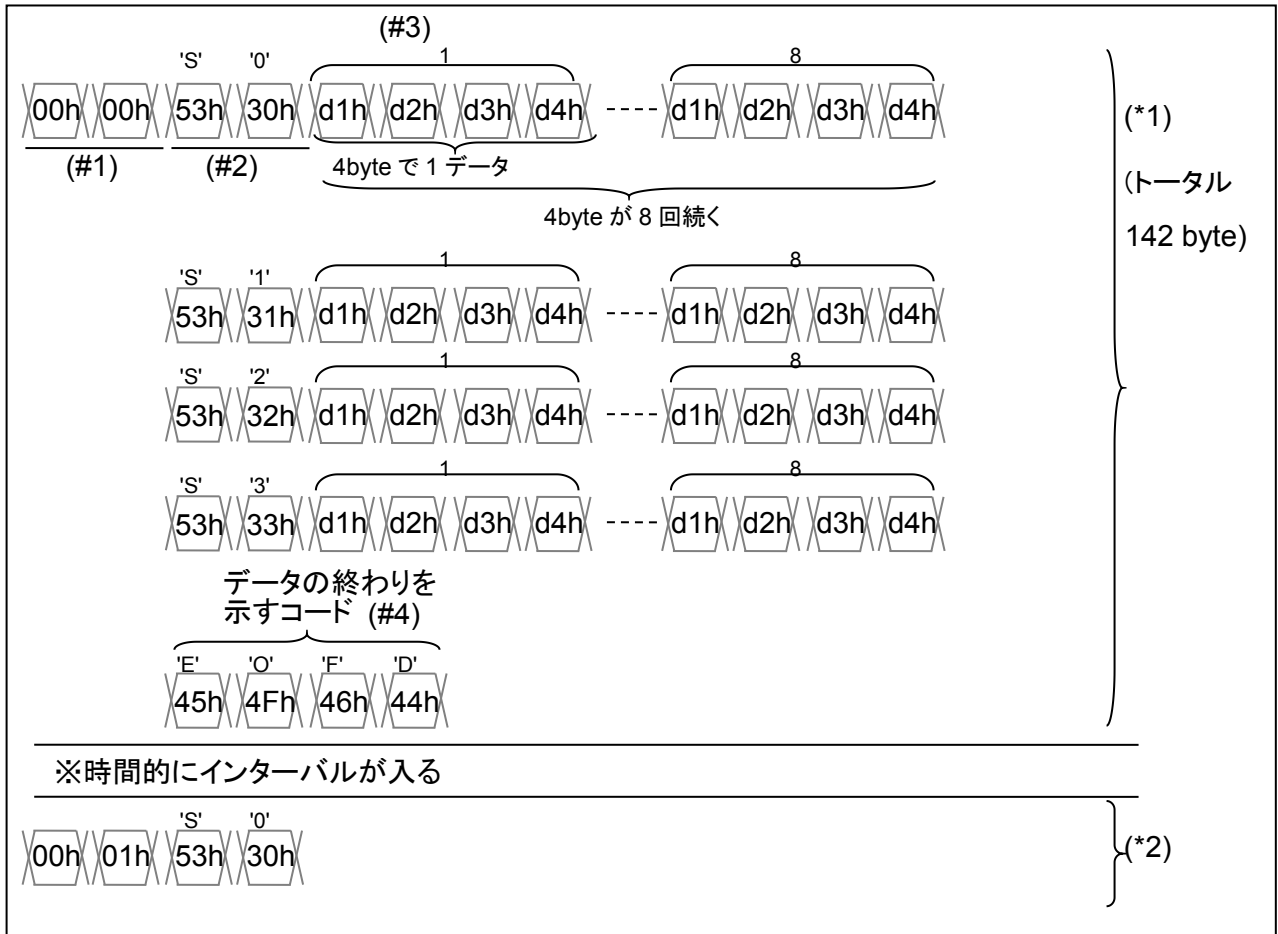 (#3)
'S' '0' 1 8
00h 00h 53h 30h d1h d2h d3h d4h ---- d1h d2h d3h d4h
(#1) (#2) 4byte で 1 データ
4byte が 8 回続く
(*1)
(トータル
142 byte)
'S' '1' 1 8
53h 31h d1h d2h d3h d4h ---- d1h d2h d3h d4h
'S' '2' 1 8
53h 32h d1h d2h d3h d4h ---- d1h d2h d3h d4h
'S' '3' 1 8
53h 33h d1h d2h d3h d4h ---- d1h d2h d3h d4h
データの終わりを
示すコード (#4)
'E' 'O' 'F' 'D'
45h 4Fh 46h 44h
※時間的にインターバルが入る
'S' '0'
00h 01h 53h 30h
(*2)